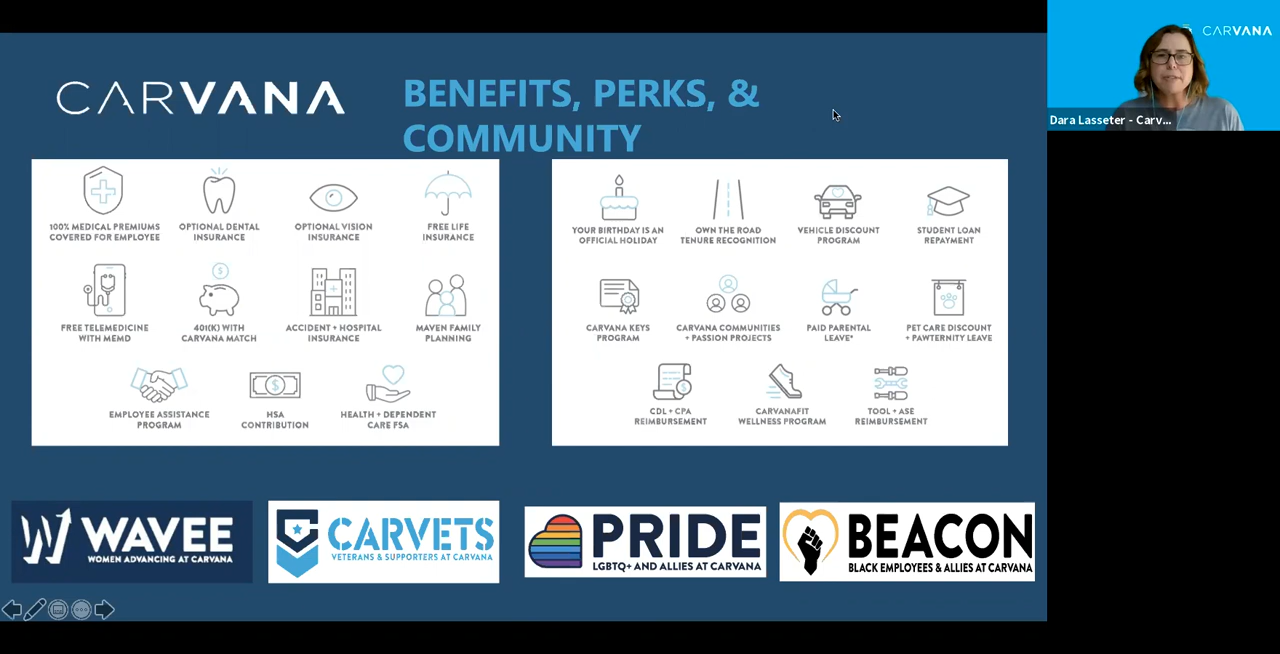 CARVANA
BENEFITS, PERKS, &
COMMUNITY
100% MEDICAL PREMIUMS
COVERED FOR EMPLOYEE
OPTIONAL DENTAL
INSURANCE
OPTIONAL VISION
INSURANCE
FREE LIFE
INSURANCE
FREE TELEMEDICINE
WITH MEMD
401(K) WITH
CARVANA MATCH
ACCIDENT + HOSPITAL
INSURANCE
MAVEN FAMILY
PLANNING
EMPLOYEE ASSISTANCE
PROGRAM
HSA
CONTRIBUTION
HEALTH + DEPENDENT
CARE FSA
YOUR BIRTHDAY IS AN
OFFICIAL HOLIDAY
OWN THE ROAD
TENURE RECOGNITION
VEHICLE DISCOUNT
PROGRAM
STUDENT LOAN
REPAYMENT
CARVANA KEYS
PROGRAM
CARVANA COMMUNITIES
+ PASSION PROJECTS
PAID PARENTAL
LEAVE*
PET CARE DISCOUNT
+ PAWTERNITY LEAVE
CDL + CPA
REIMBURSEMENT
CARVANAFIT
WELLNESS PROGRAM
TOOL + ASE
REIMBURSEMENT
WAVEE
WOMEN ADVANCING AT CARVANA
CARVETS
VETERANS & SUPPORTERS AT CARVANA
PRIDE
LGBTQ+ AND ALLIES AT CARVANA
BEACON
BLACK EMPLOYEES & ALLIES AT CARVANA
CARVANA
Dara Lasseter - Carv...